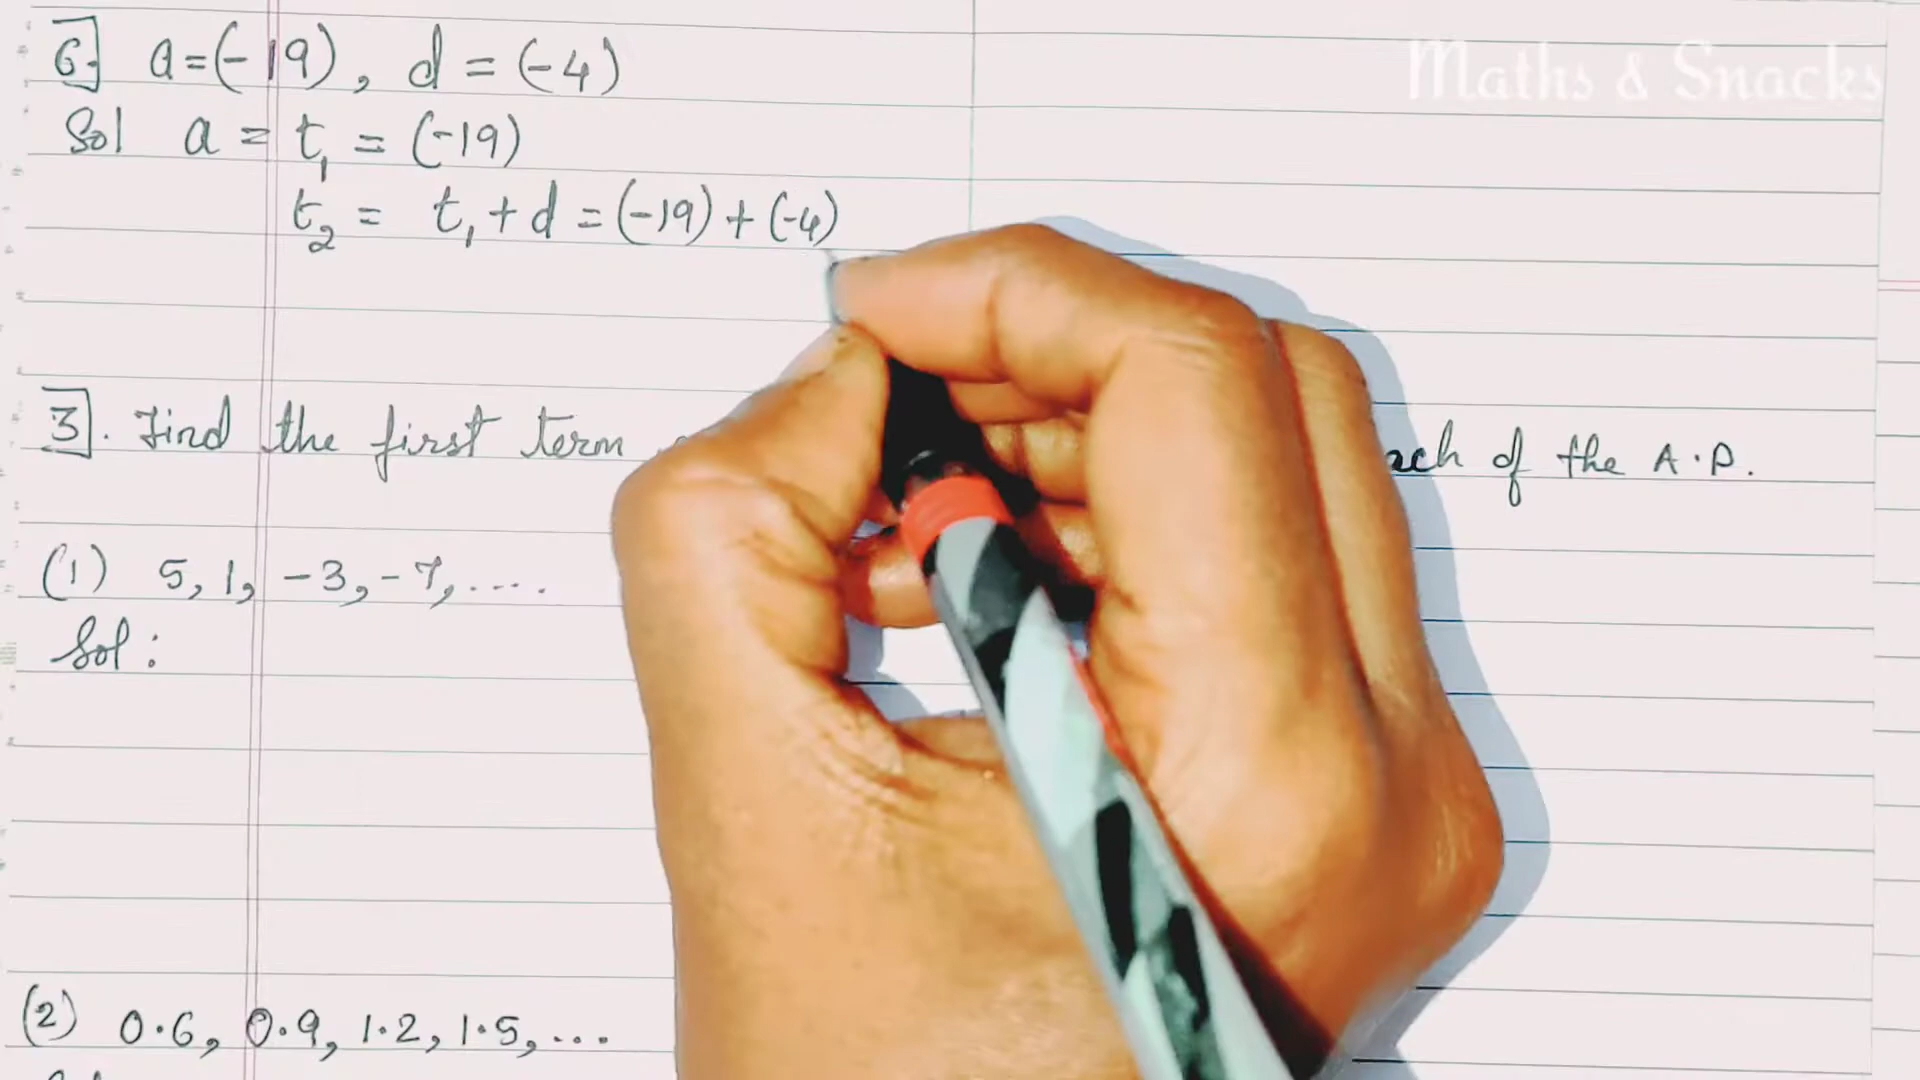 Maths & Snacks
6. a=(-19), d = (-4)
Sol a = t₁ = (-19)
t₂ = t₁ + d = (-19) + (-4)
3. Find the first term ach of the A.P.
(1) 5, 1, -3, -7, ....
Sol :
(2) 0.6, 0.9, 1.2, 1.5, ...